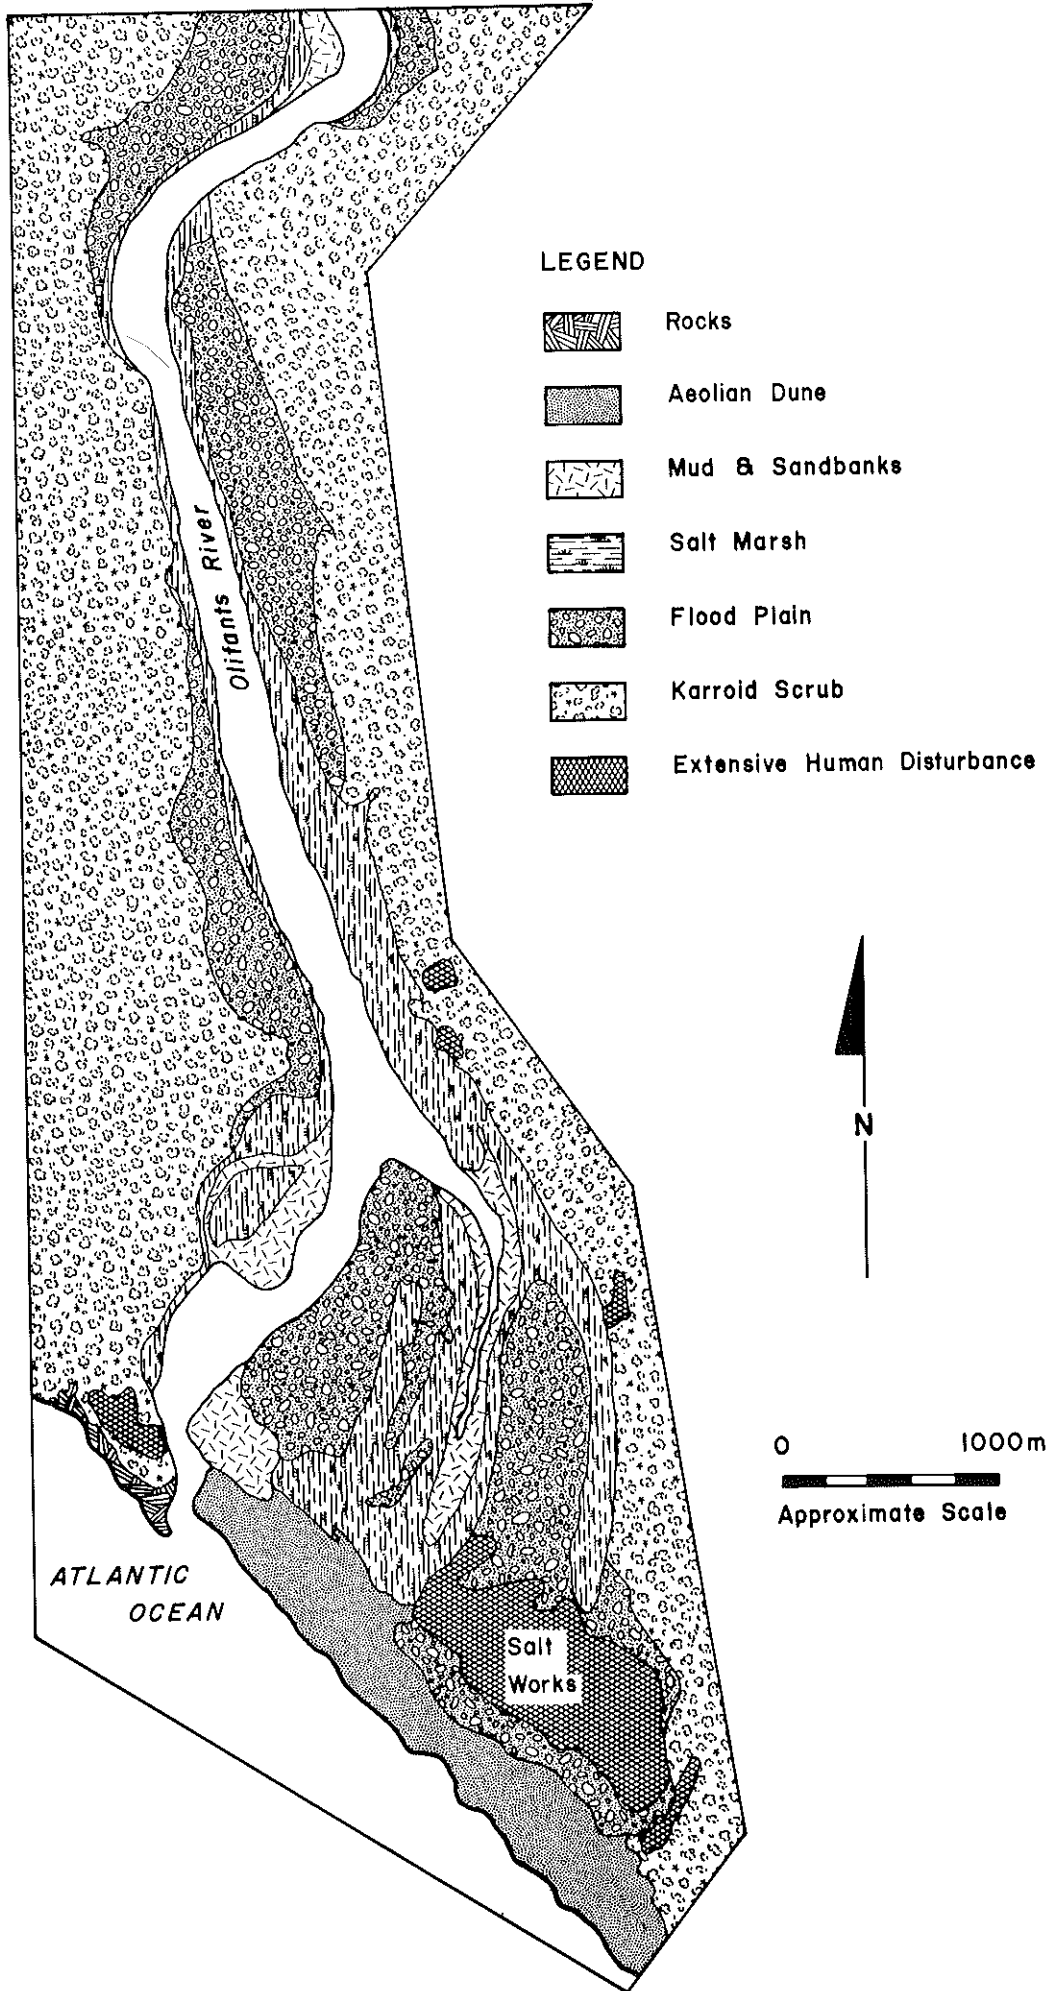 LEGEND
Rocks
Aeolian Dune
Mud & Sandbanks
Salt Marsh
Flood Plain
Karroid Scrub
Extensive Human Disturbance
Olifants River
N
0 1000m
Approximate Scale
ATLANTIC
OCEAN
Salt
Works